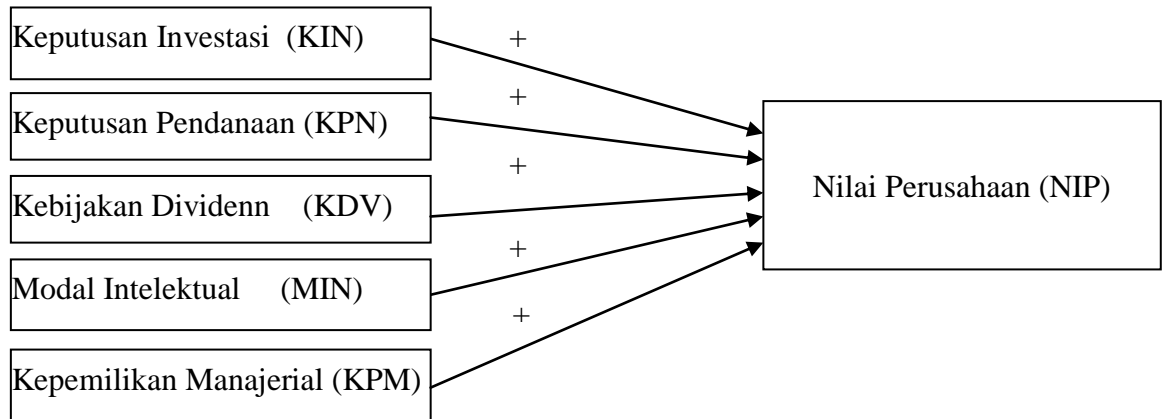 Keputusan Investasi (KIN)
+
+
Keputusan Pendanaan (KPN)
+
Kebijakan Dividenn (KDV)
Nilai Perusahaan (NIP)
+
Modal Intelektual (MIN)
+
Kepemilikan Manajerial (KPM)